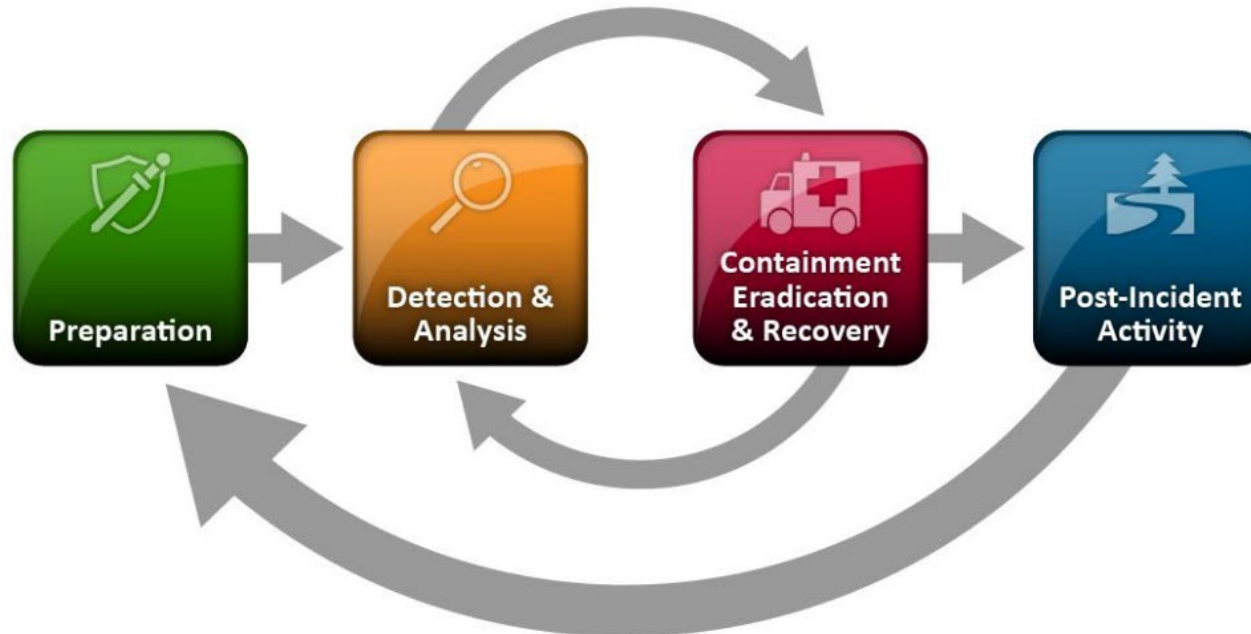 Preparation
Detection &
Analysis
Containment
Eradication
& Recovery
Post-Incident
Activity